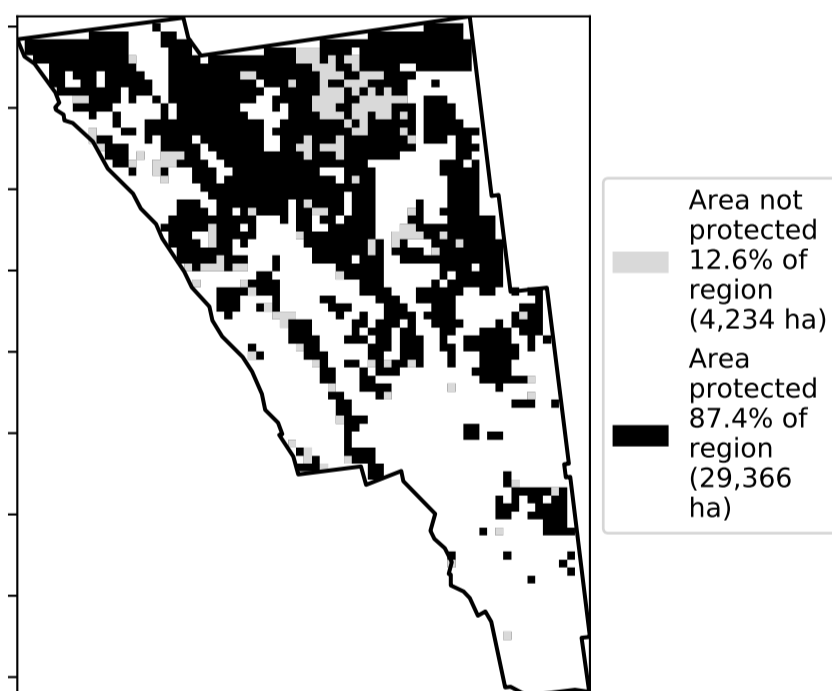 Area not
protected
12.6% of
region
(4,234 ha)
Area
protected
87.4% of
region
(29,366
ha)